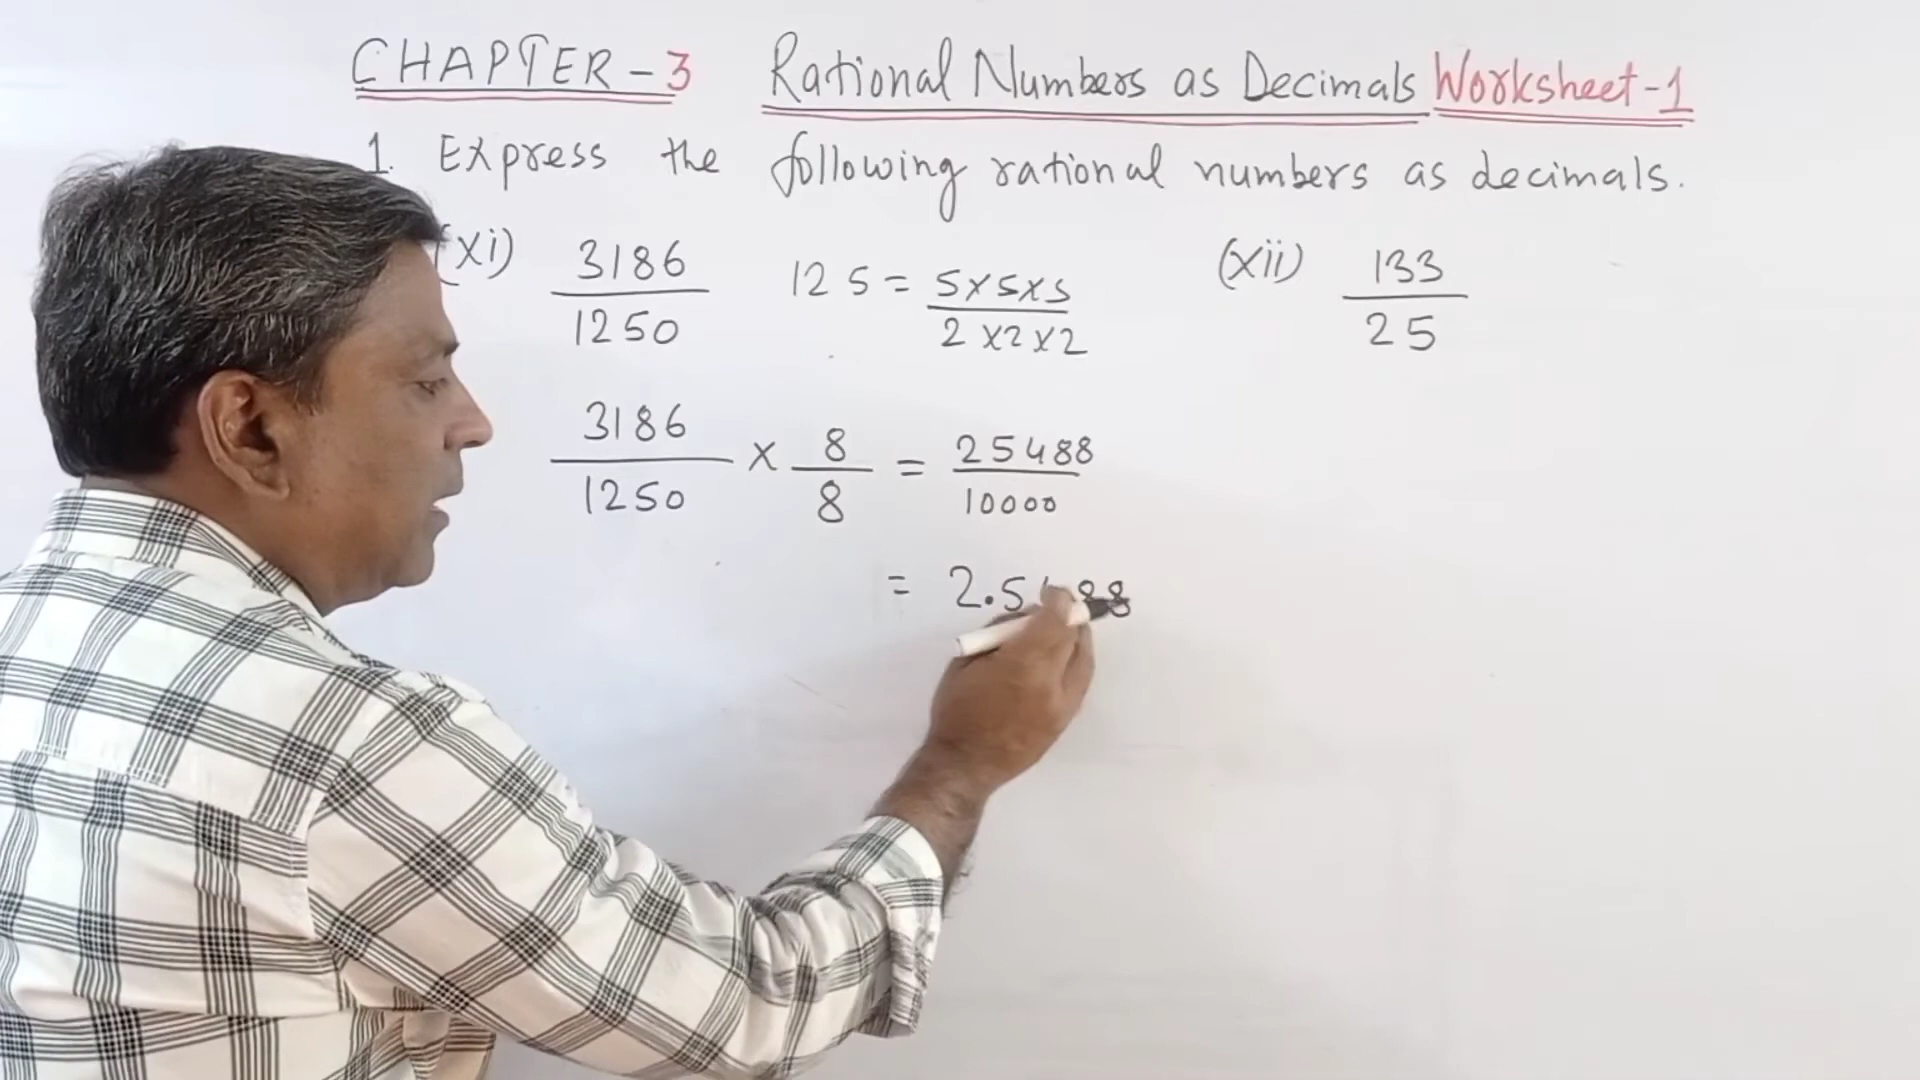 CHAPTER-3 Rational Numbers as Decimals Worksheet-1
1. Express the following rational numbers as decimals.
(xi) 3186/1250 125 = 5x5x5/2x2x2 (xii) 133/25
3186/1250 x 8/8 = 25488/10000
= 2.5488